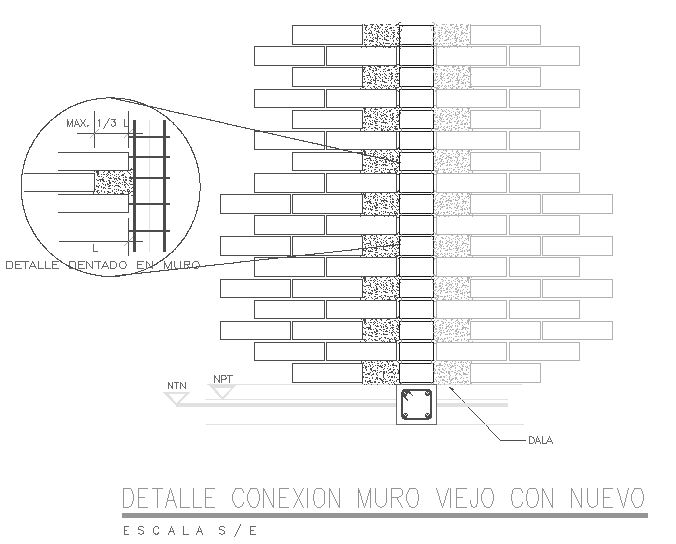 MAX. 1/3 L
L
DETALLE DENTADO EN MURO
NTN
NPT
DALA
DETALLE CONEXION MURO VIEJO CON NUEVO
ESCALA S/E